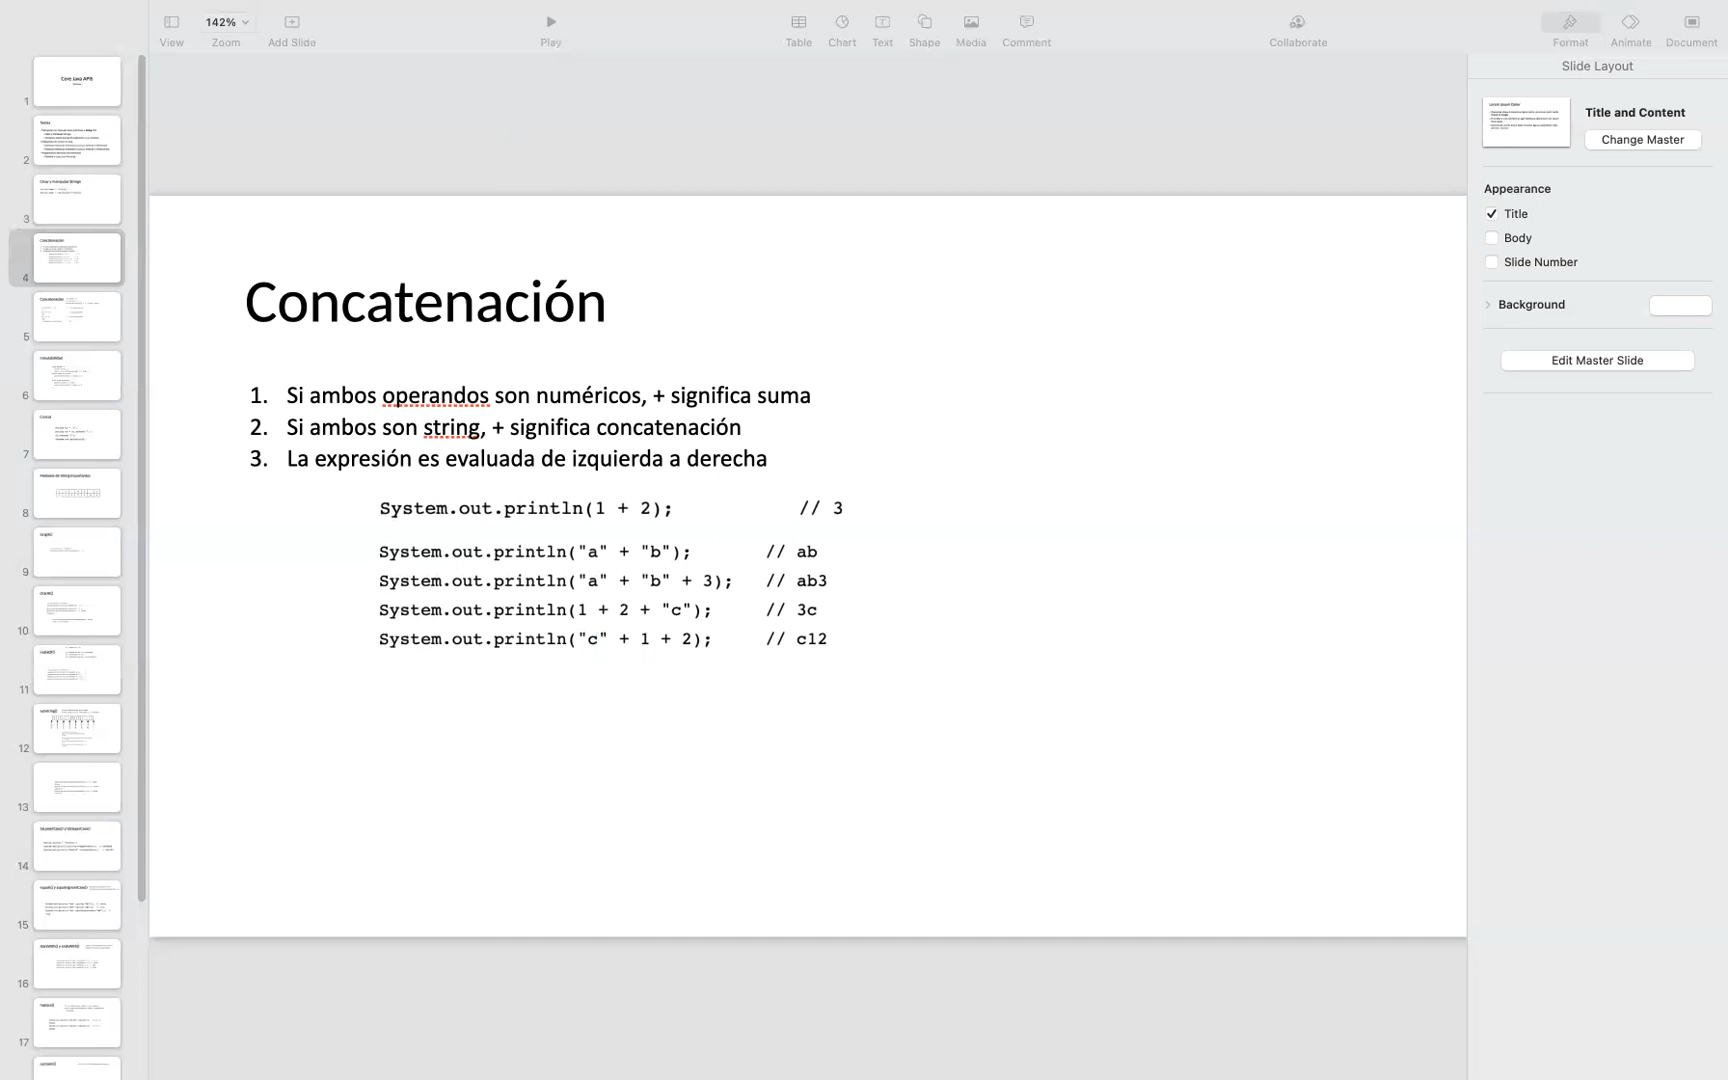 142%
View
Zoom
Add Slide
Play
Table
Chart
Text
Shape
Media
Comment
Collaborate
Format
Animate
Document
Slide Layout
Title and Content
Change Master
Appearance
Title
Body
Slide Number
Background
Edit Master Slide
1
2
3
4
5
6
7
8
9
10
11
12
13
14
15
16
17
Concatenación
1. Si ambos operandos son numéricos, + significa suma
2. Si ambos son string, + significa concatenación
3. La expresión es evaluada de izquierda a derecha
System.out.println(1 + 2); // 3
System.out.println("a" + "b"); // ab
System.out.println("a" + "b" + 3); // ab3
System.out.println(1 + 2 + "c"); // 3c
System.out.println("c" + 1 + 2); // c12